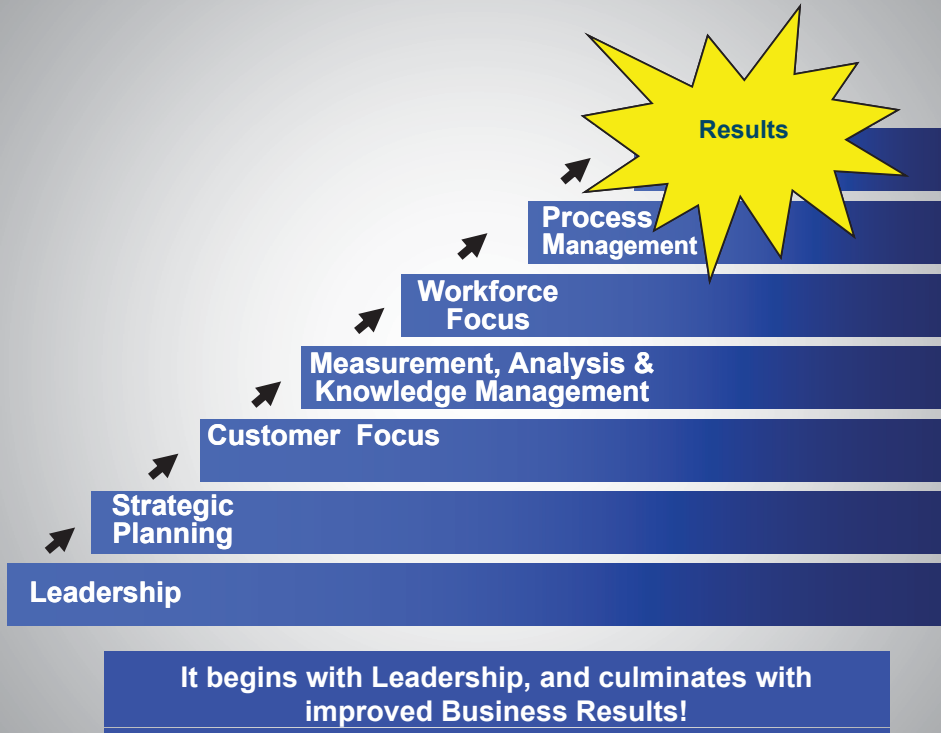 Results
Process
Management
Workforce
Focus
Measurement, Analysis &
Knowledge Management
Customer Focus
Strategic
Planning
Leadership
It begins with Leadership, and culminates with
improved Business Results!